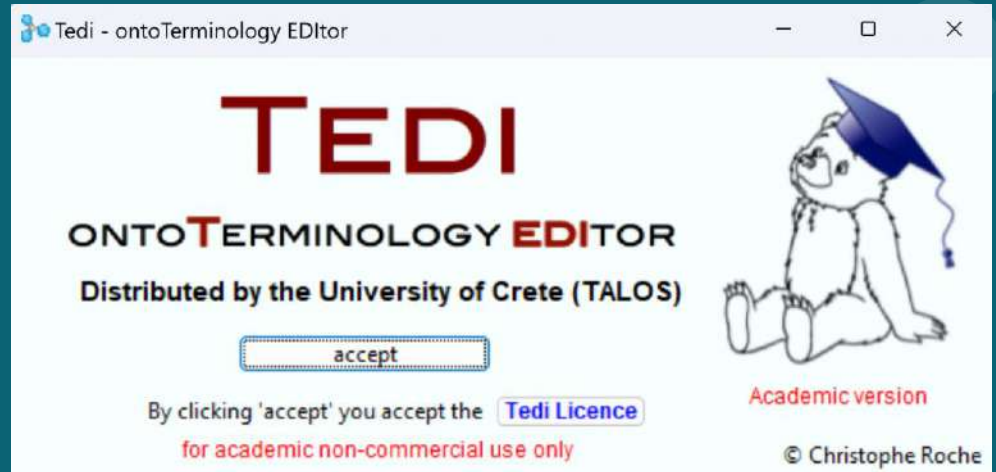 Tedi - ontoTerminology EDItor
TEDI
ONTOTERMINOLOGY EDITOR
Distributed by the University of Crete (TALOS)
accept
By clicking 'accept' you accept the Tedi Licence
for academic non-commercial use only
Academic version
© Christophe Roche